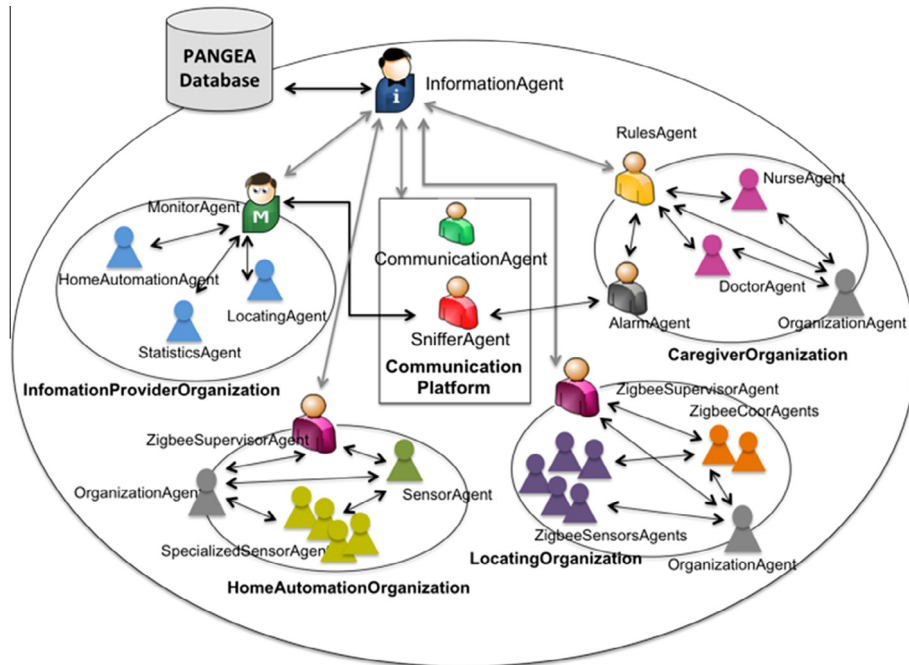 PANGEA
Database
i
InformationAgent
RulesAgent
NurseAgent
MonitorAgent
M
CommunicationAgent
HomeAutomationAgent
LocatingAgent
DoctorAgent
SnifferAgent
AlarmAgent
OrganizationAgent
StatisticsAgent
Communication
Platform
CaregiverOrganization
InfomationProviderOrganization
ZigbeeSupervisorAgent
ZigbeeCoorAgents
ZigbeeSupervisorAgent
OrganizationAgent
SensorAgent
ZigbeeSensorsAgents
SpecializedSensorAgent
LocatingOrganization
OrganizationAgent
HomeAutomationOrganization